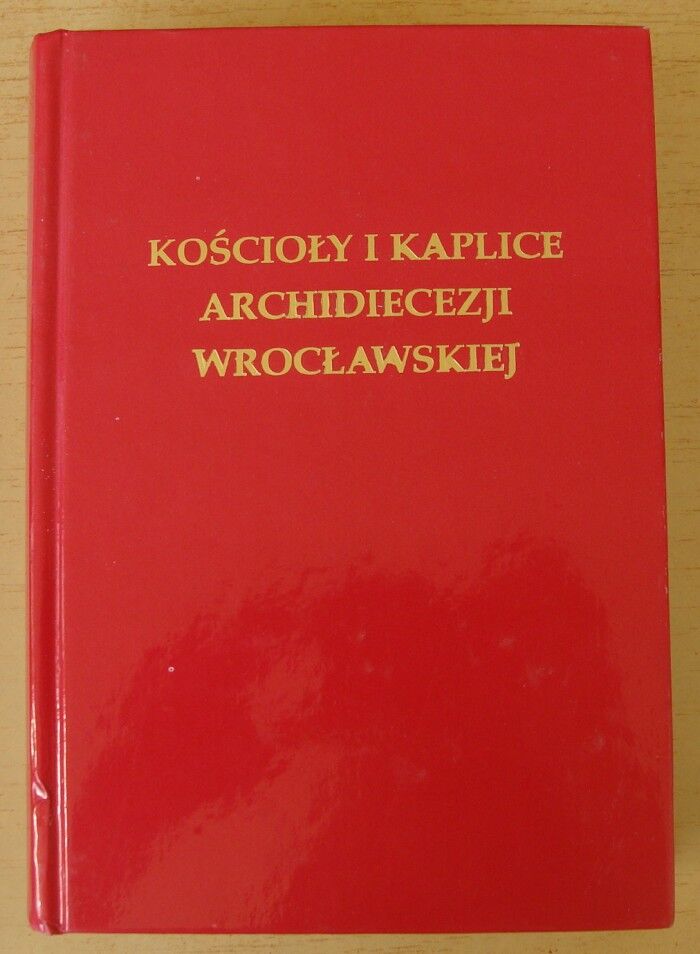 KOŚCIOŁY I KAPLICE
ARCHIDIECEZJI
WROCŁAWSKIEJ